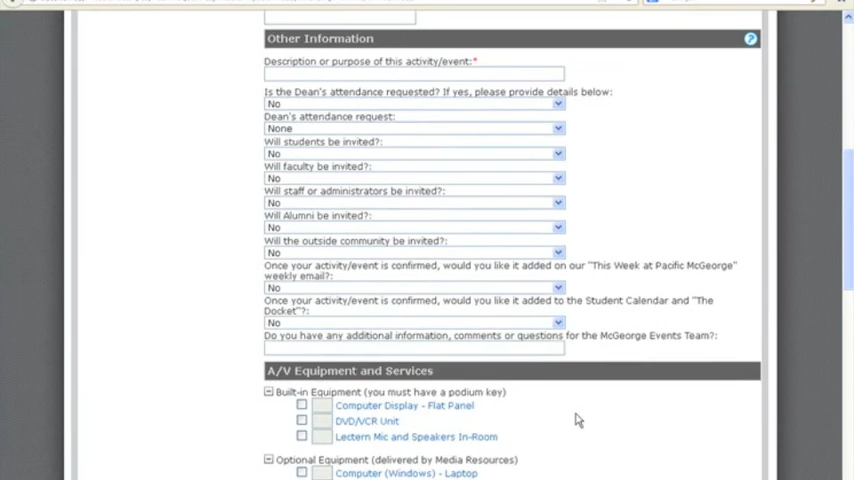 Other Information
Description or purpose of this activity/event:*
Is the Dean's attendance requested? If yes, please provide details below:
No
Dean's attendance request:
None
Will students be invited?:
No
Will faculty be invited?:
No
Will staff or administrators be invited?:
No
Will Alumni be invited?:
No
Will the outside community be invited?:
No
Once your activity/event is confirmed, would you like it added on our "This Week at Pacific McGeorge"
weekly email?:
No
Once your activity/event is confirmed, would you like it added to the Student Calendar and "The
Docket"?:
No
Do you have any additional information, comments or questions for the McGeorge Events Team?:
A/V Equipment and Services
Built-in Equipment (you must have a podium key)
Computer Display - Flat Panel
DVD/VCR Unit
Lectern Mic and Speakers In-Room
Optional Equipment (delivered by Media Resources)
Computer (Windows) - Laptop